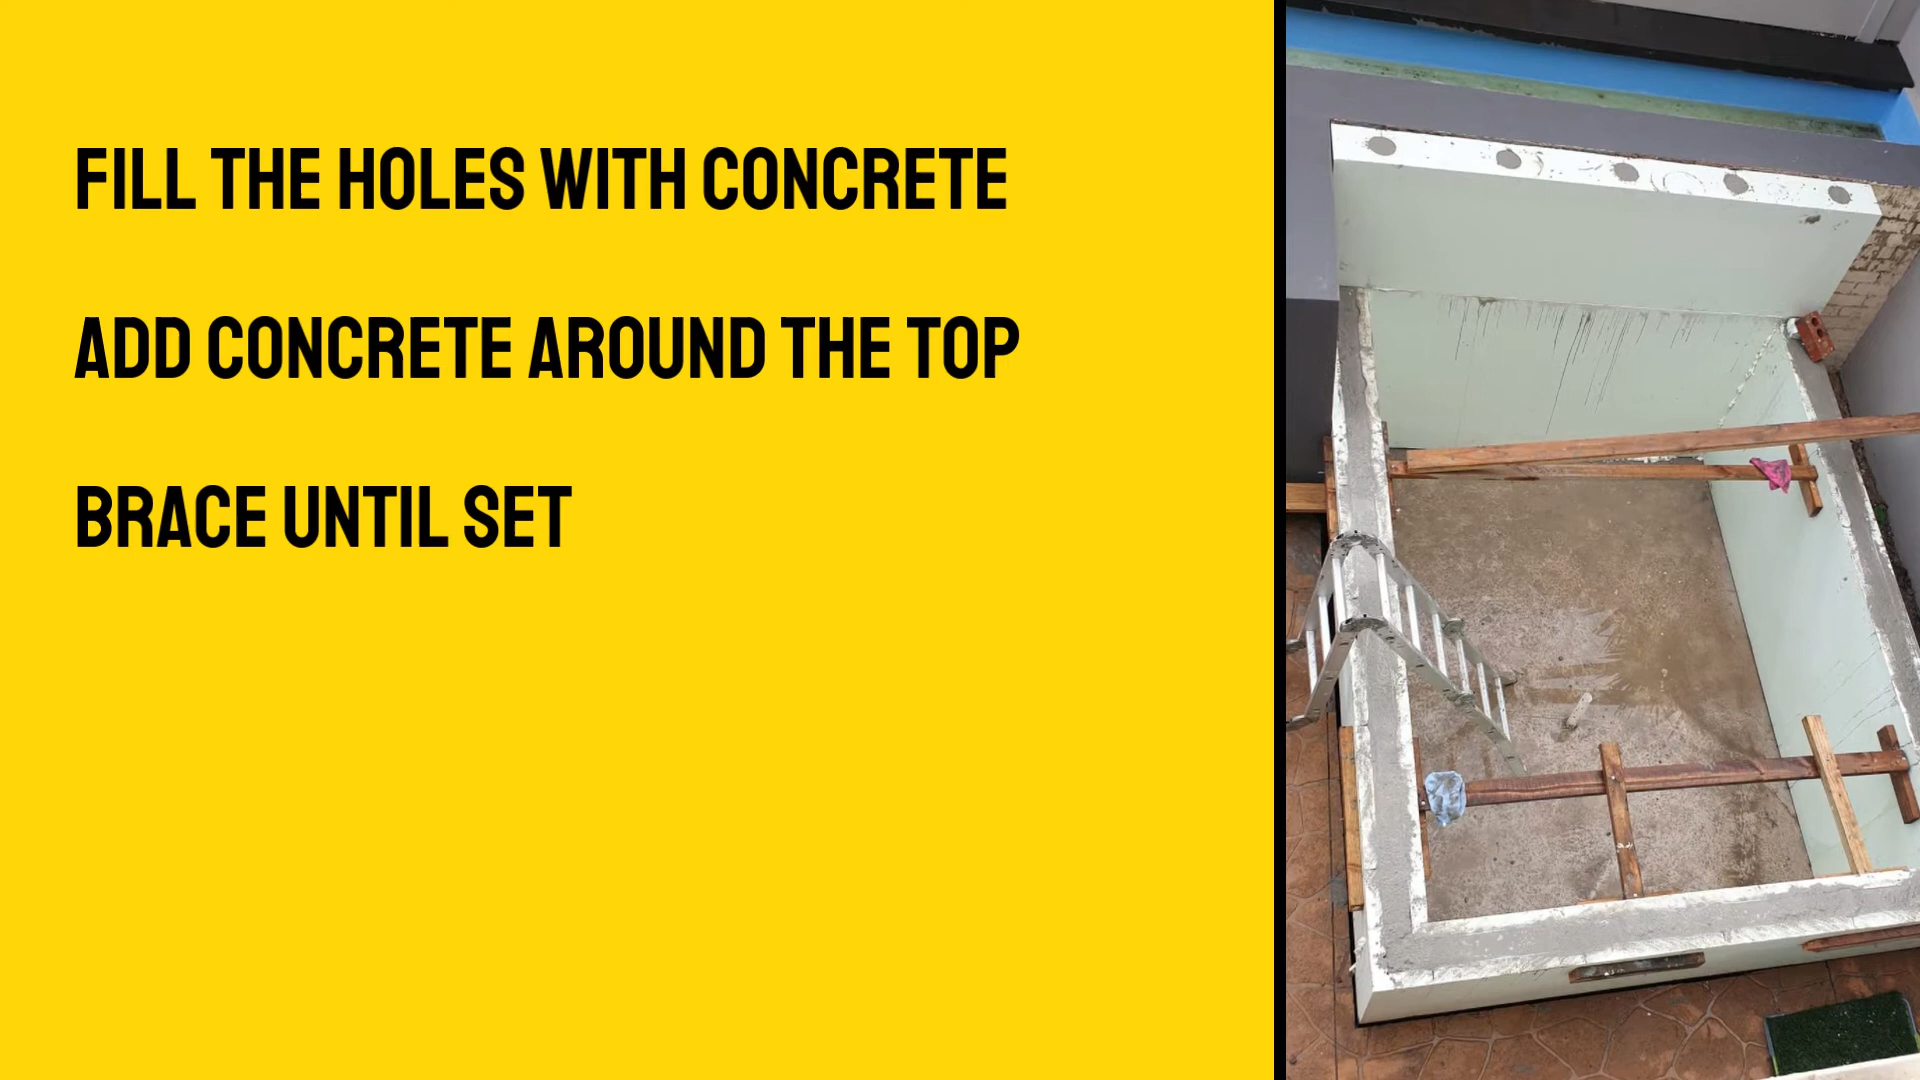 FILL THE HOLES WITH CONCRETE
ADD CONCRETE AROUND THE TOP
BRACE UNTIL SET